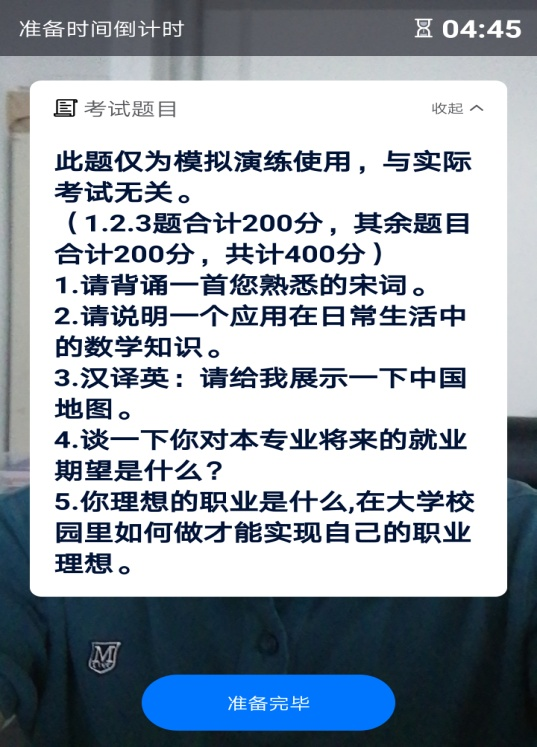 准备时间倒计时
04:45
考试题目
收起
此题仅为模拟演练使用，与实际
考试无关。
（1.2.3题合计200分，其余题目
合计200分，共计400分）
1.请背诵一首您熟悉的宋词。
2.请说明一个应用在日常生活中
的数学知识。
3.汉译英：请给我展示一下中国
地图。
4.谈一下你对本专业将来的就业
期望是什么？
5.你理想的职业是什么,在大学校
园里如何做才能实现自己的职业
理想。
M
准备完毕